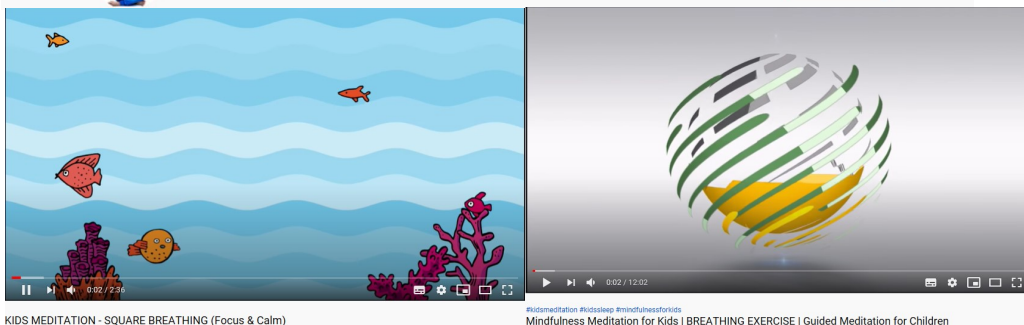 0:02 / 2:36
KIDS MEDITATION - SQUARE BREATHING (Focus & Calm)
0:02 / 12:02
#kidsmeditation #kidssleep #mindfulnessforkids
Mindfulness Meditation for Kids | BREATHING EXERCISE | Guided Meditation for Children